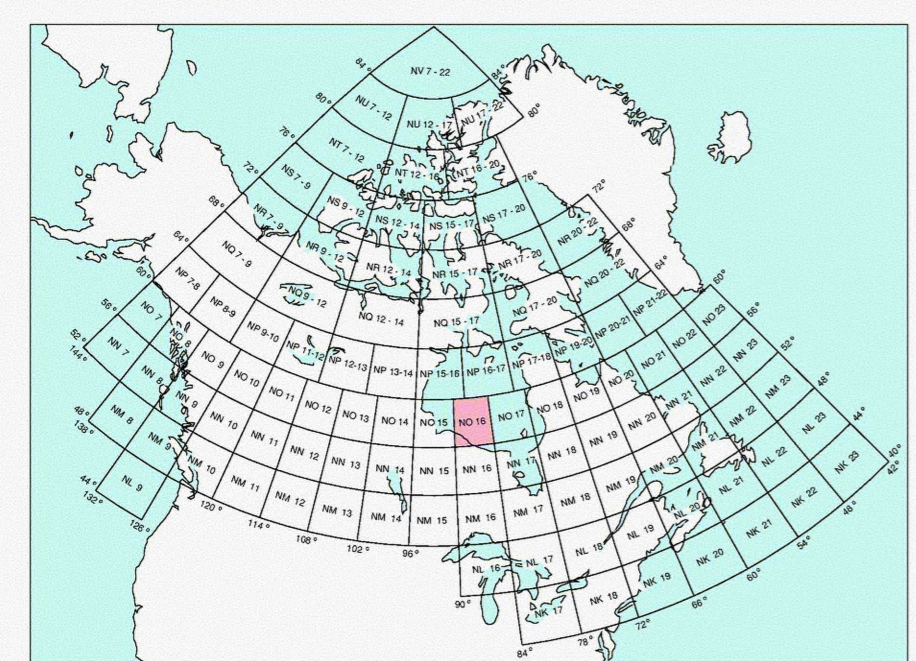 84°
NV 7 - 22
84°
80°
NU 7 - 12
NU 12 - 17
NU 17 - 22
80°
76°
NT 7 - 12
NT 12 - 16
NT 16 - 20
76°
72°
NS 7 - 9
NS 9 - 12
NS 12 - 14
NS 15 - 17
NS 17 - 20
72°
68°
NR 7 - 9
NR 9 - 12
NR 12 - 14
NR 15 - 17
NR 17 - 20
NR 20 - 22
68°
64°
NQ 7 - 9
NQ 9 - 12
NQ 12 - 14
NQ 15 - 17
NQ 17 - 20
NQ 20 - 22
64°
60°
NP 7-8
NP 8-9
NP 9-10
NP 11-12
NP 12-13
NP 13-14
NP 15-16
NP 16-17
NP 17-18
NP 19-20
NP 20-21
NP 21-22
60°
56°
NO 7
NO 8
NO 9
NO 10
NO 11
NO 12
NO 13
NO 14
NO 15
NO 16
NO 17
NO 18
NO 19
NO 20
NO 21
NO 22
NO 23
56°
52°
144°
NN 7
NN 8
NN 9
NN 10
NN 11
NN 12
NN 13
NN 14
NN 15
NN 16
NN 17
NN 18
NN 19
NN 20
NN 21
NN 22
NN 23
52°
48°
138°
NM 8
NM 9
NM 10
NM 11
NM 12
NM 13
NM 14
NM 15
NM 16
NM 17
NM 18
NM 19
NM 20
NM 21
NM 22
NM 23
48°
44°
132°
NL 9
NL 16
NL 17
NL 18
NL 19
NL 20
NL 21
NL 22
NL 23
44°
NK 17
NK 18
NK 19
NK 20
NK 21
NK 22
NK 23
40°
42°
126°
120°
114°
108°
102°
96°
90°
84°
78°
72°
66°
60°
54°
48°